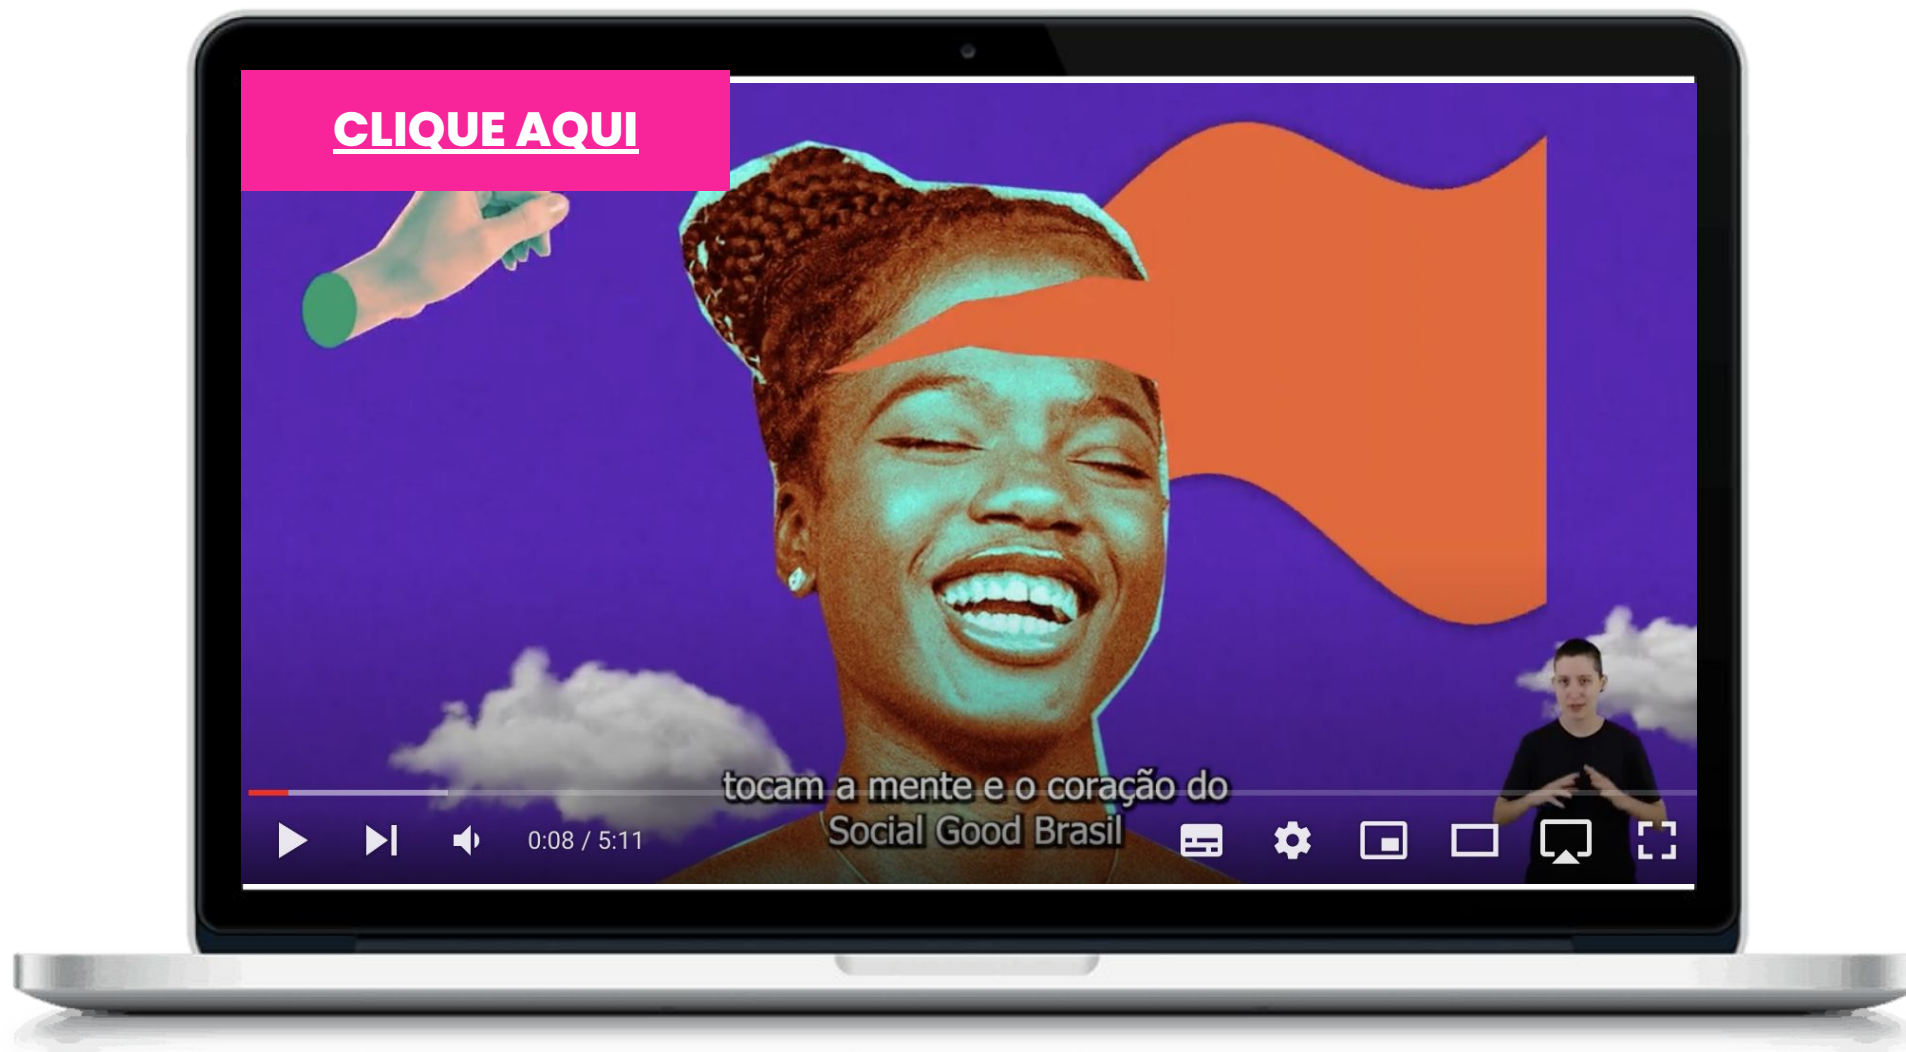 CLIQUE AQUI
tocam a mente e o coração do
Social Good Brasil
0:08 / 5:11